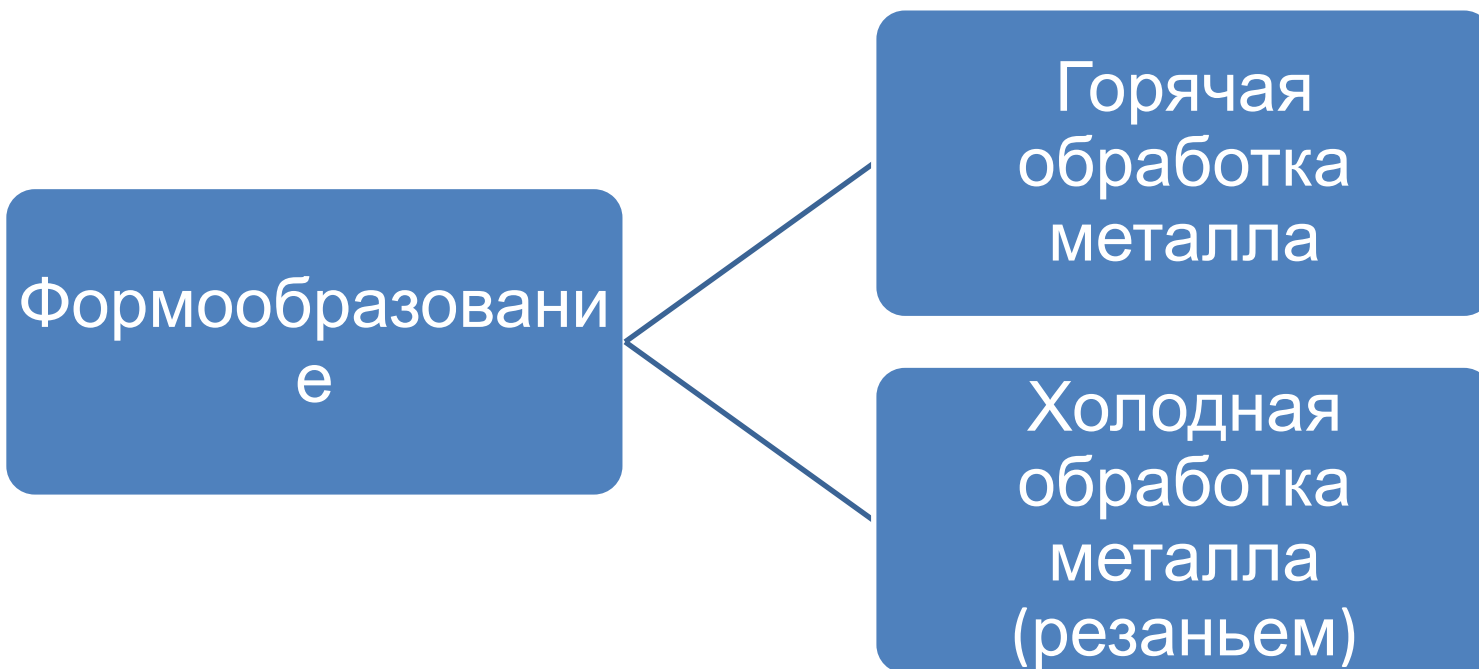 Формообразовани
е
Горячая
обработка
металла
Холодная
обработка
металла
(резаньем)